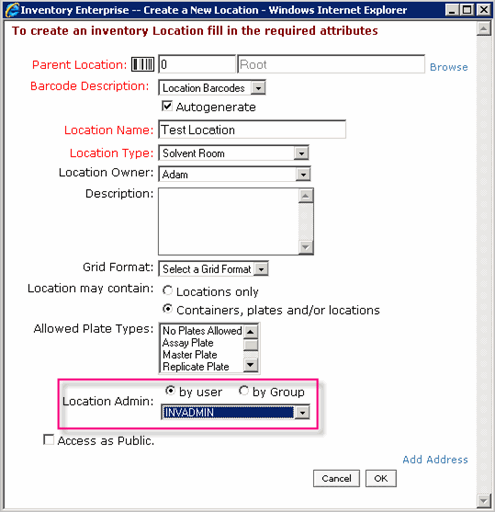 Inventory Enterprise -- Create a New Location - Windows Internet Explorer
To create an inventory Location fill in the required attributes
Parent Location: 0 Root Browse
Barcode Description: Location Barcodes
Autogenerate
Location Name: Test Location
Location Type: Solvent Room
Location Owner: Adam
Description:
Grid Format: Select a Grid Format
Location may contain: Locations only
Containers, plates and/or locations
Allowed Plate Types: No Plates Allowed
Assay Plate
Master Plate
Replicate Plate
Location Admin: by user by Group
INVADMIN
Access as Public.
Add Address
Cancel OK